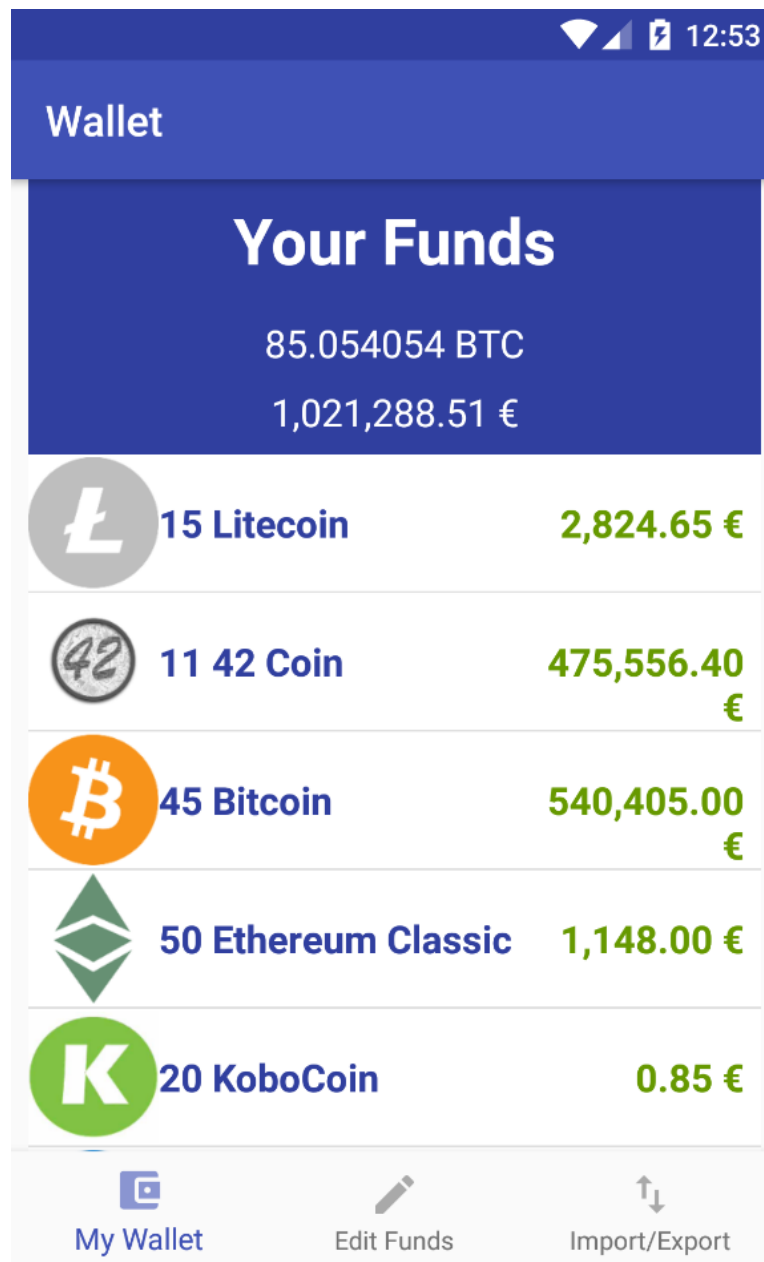 12:53
Wallet
Your Funds
85.054054 BTC
1,021,288.51 €
15 Litecoin 2,824.65 €
42
11 42 Coin 475,556.40
€
45 Bitcoin 540,405.00
€
50 Ethereum Classic 1,148.00 €
K
20 KoboCoin 0.85 €
My Wallet Edit Funds Import/Export